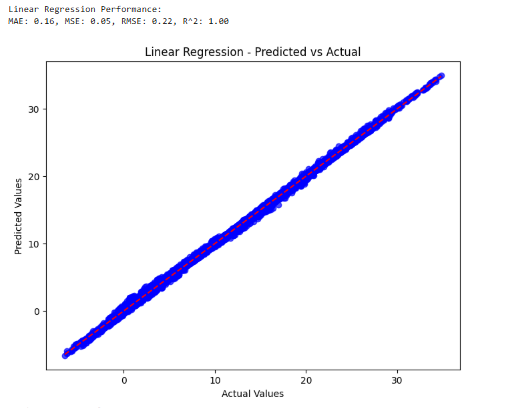 Linear Regression Performance:
MAE: 0.16, MSE: 0.05, RMSE: 0.22, R^2: 1.00
Linear Regression - Predicted vs Actual
Predicted Values
30
20
10
0
0 10 20 30
Actual Values